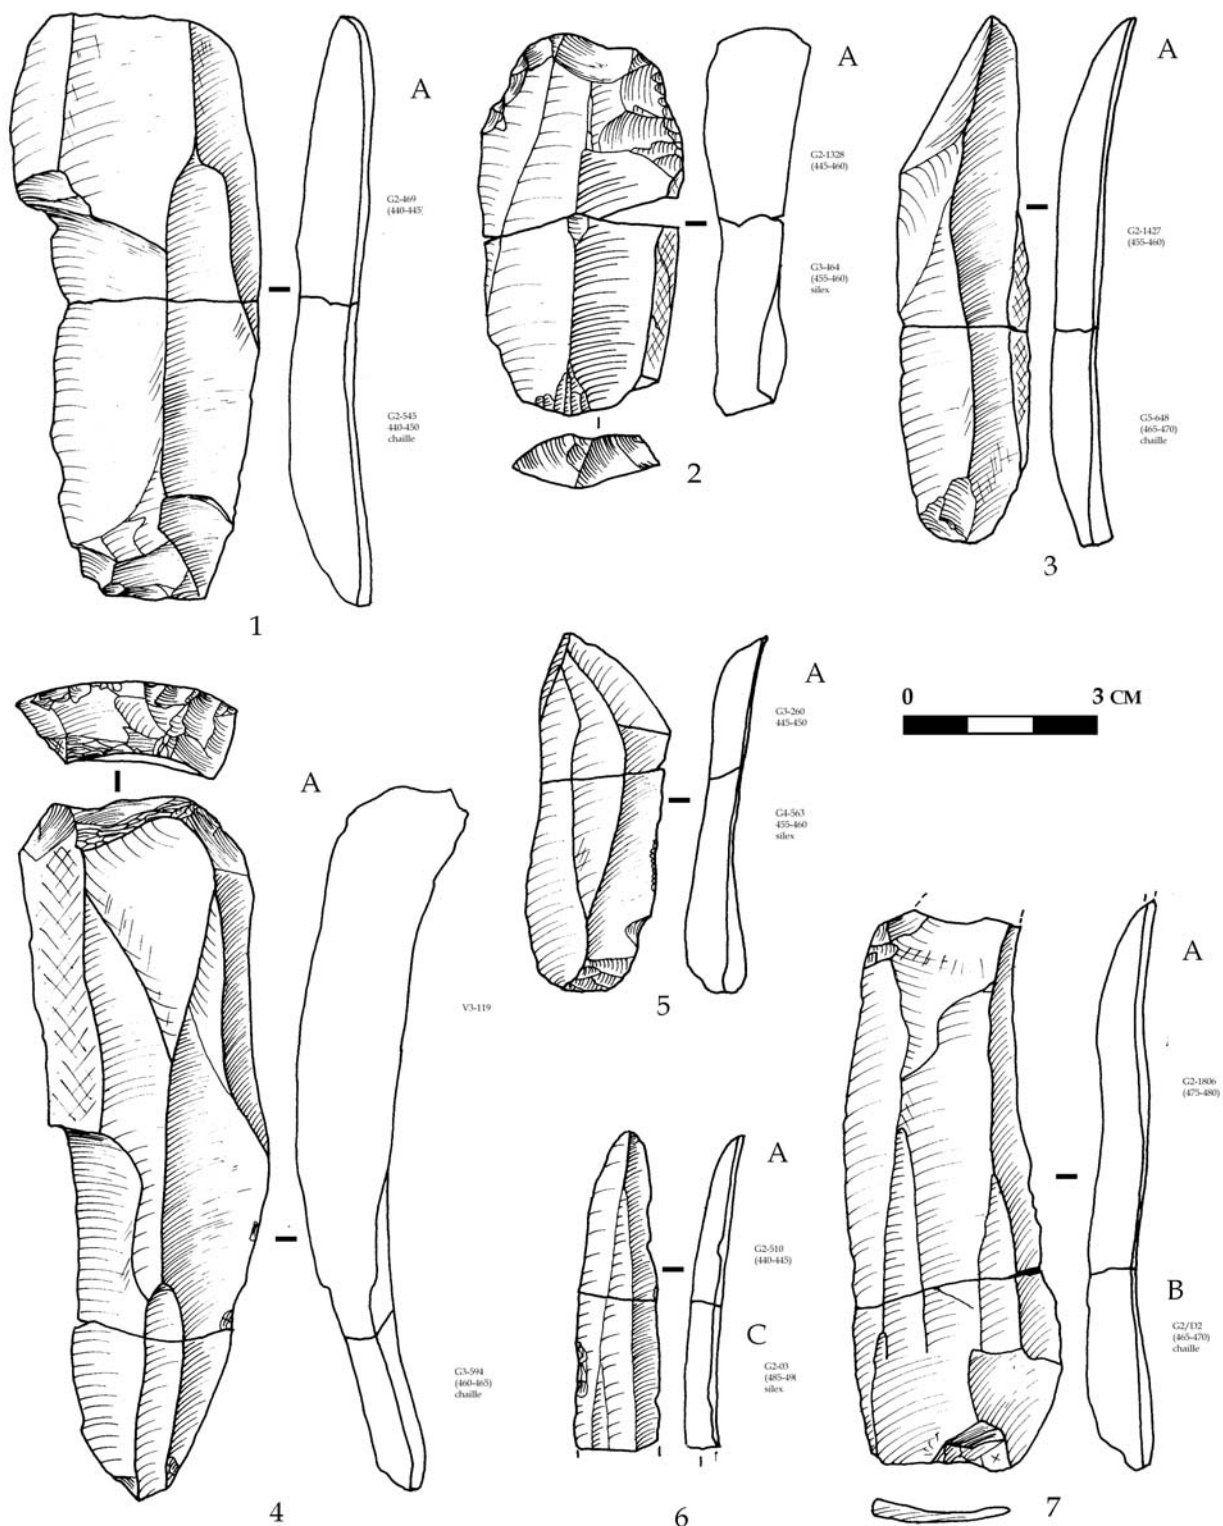 A
G2-469
(440-445)
G2-545
440-450
chaille
1
A
G2-1328
(445-460)
G3-464
(455-460)
silex
2
A
G2-1427
(455-460)
G5-648
(465-470)
chaille
3
A
V3-119
G3-594
(460-465)
chaille
4
A
G3-260
445-450
G4-563
455-460
silex
5
0 3 CM
A
G2-510
(440-445)
C
G2-03
(485-490
silex
6
A
G2-1806
(475-480)
B
G2/D2
(465-470)
chaille
7